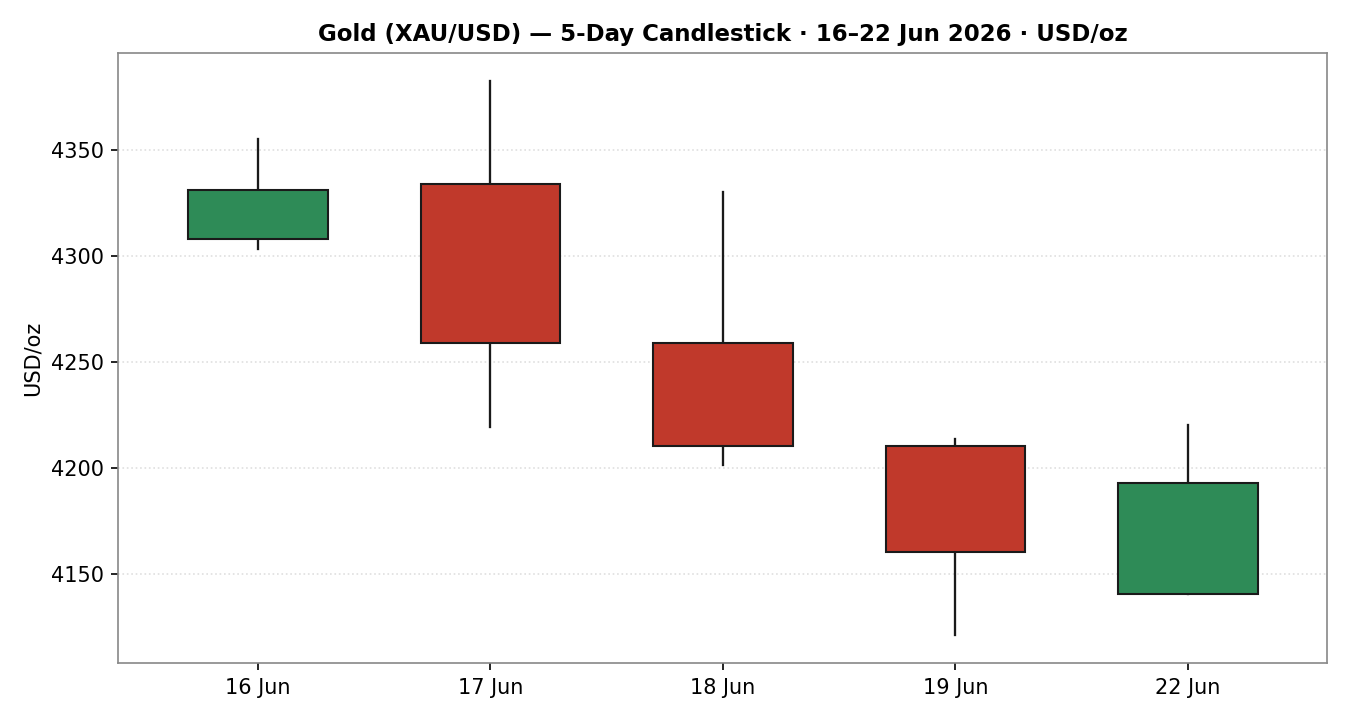 Gold (XAU/USD) — 5-Day Candlestick · 16–22 Jun 2026 · USD/oz
USD/oz
4350
4300
4250
4200
4150
16 Jun
17 Jun
18 Jun
19 Jun
22 Jun